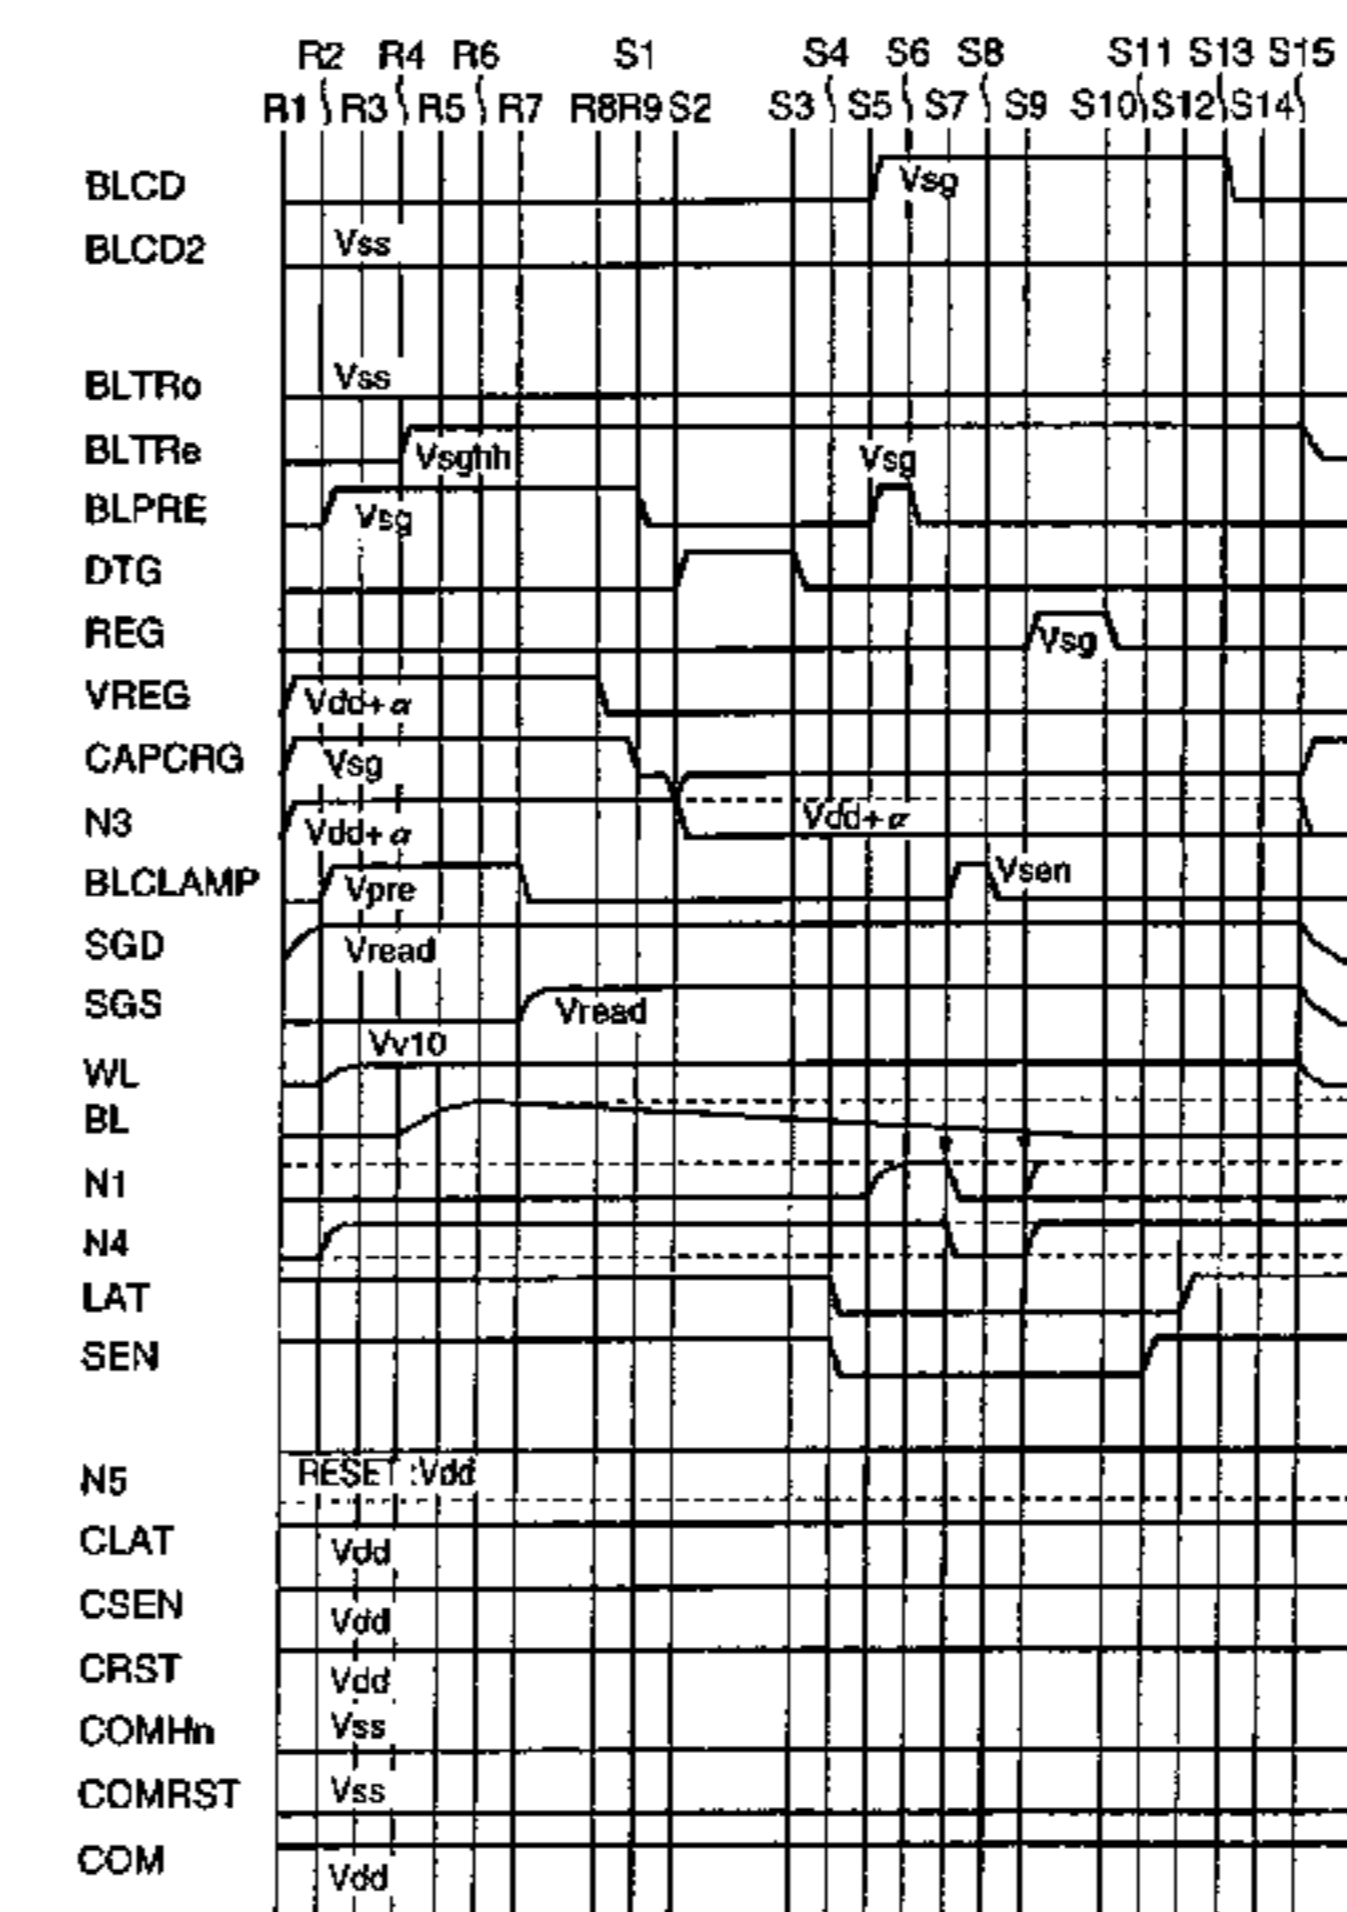 R2 R4 R6 S1 S4 S6 S8 S11 S13 S15
R1 R3 R5 R7 R8 R9 S2 S3 S5 S7 S9 S10 S12 S14
BLCD Vsg
BLCD2 Vss
BLTRo Vss
BLTRe Vsghh Vsg
BLPRE Vsg
DTG
REG Vsg
VREG Vdd+α
CAPCRG Vsg
N3 Vdd+α Vdd+α
BLCLAMP Vpre Vsen
SGD Vread
SGS Vread
WL Vv10
BL
N1
N4
LAT
SEN
N5 RESET :Vdd
CLAT Vdd
CSEN Vdd
CRST Vdd
COMHn Vss
COMRST Vss
COM Vdd